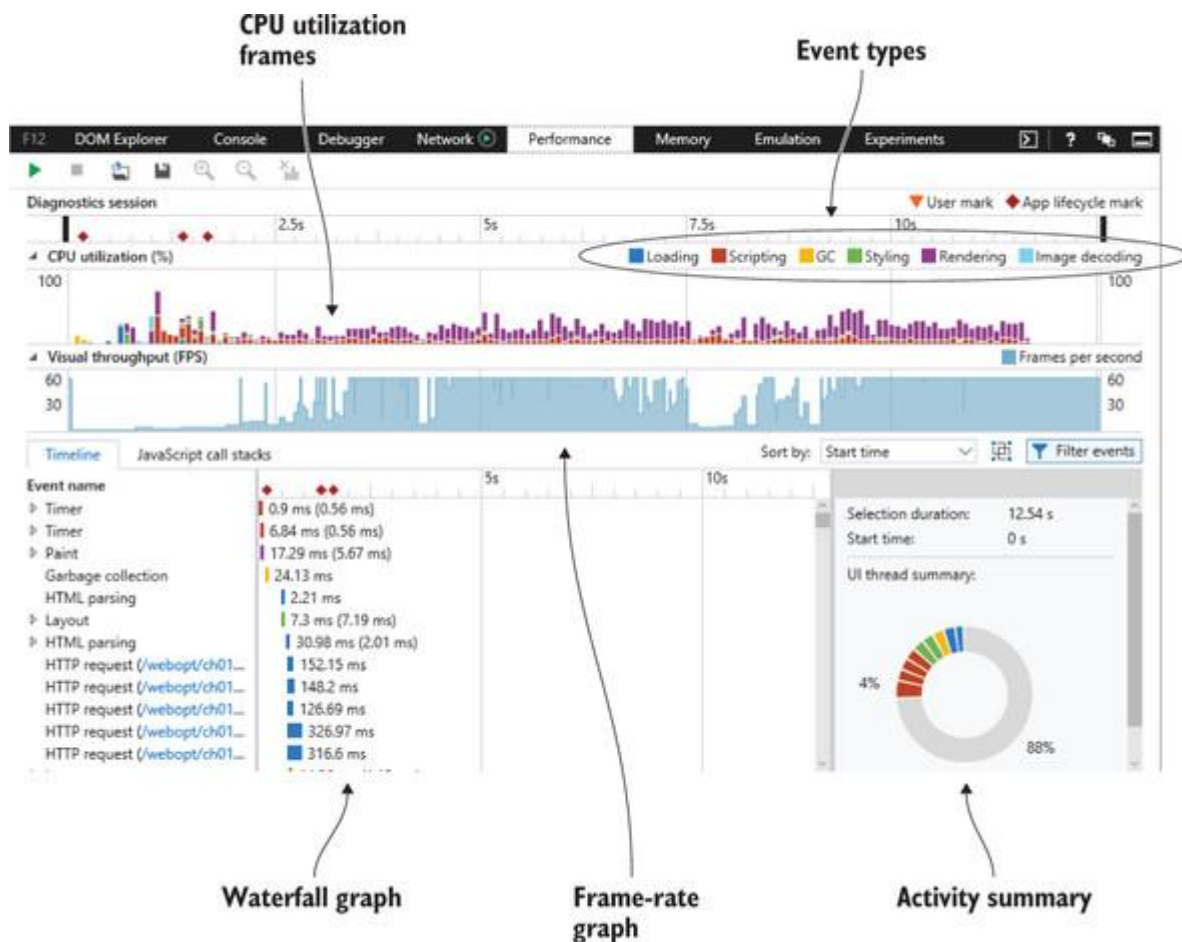 CPU utilization
frames
Event types
F12 DOM Explorer Console Debugger Network Performance Memory Emulation Experiments ?
Diagnostics session
User mark App lifecycle mark
2.5s 5s 7.5s 10s
CPU utilization (%)
Loading Scripting GC Styling Rendering Image decoding
100 100
Visual throughput (FPS)
Frames per second
60 60
30 30
Timeline JavaScript call stacks
Sort by: Start time Filter events
Event name
5s 10s
Timer 0.9 ms (0.56 ms)
Timer 6.84 ms (0.56 ms)
Paint 17.29 ms (5.67 ms)
Garbage collection 24.13 ms
HTML parsing 2.21 ms
Layout 7.3 ms (7.19 ms)
HTML parsing 30.98 ms (2.01 ms)
HTTP request (/webopt/ch01... 152.15 ms
HTTP request (/webopt/ch01... 148.2 ms
HTTP request (/webopt/ch01... 126.69 ms
HTTP request (/webopt/ch01... 326.97 ms
HTTP request (/webopt/ch01... 316.6 ms
Selection duration: 12.54 s
Start time: 0 s
UI thread summary:
4%
88%
Waterfall graph
Frame-rate
graph
Activity summary